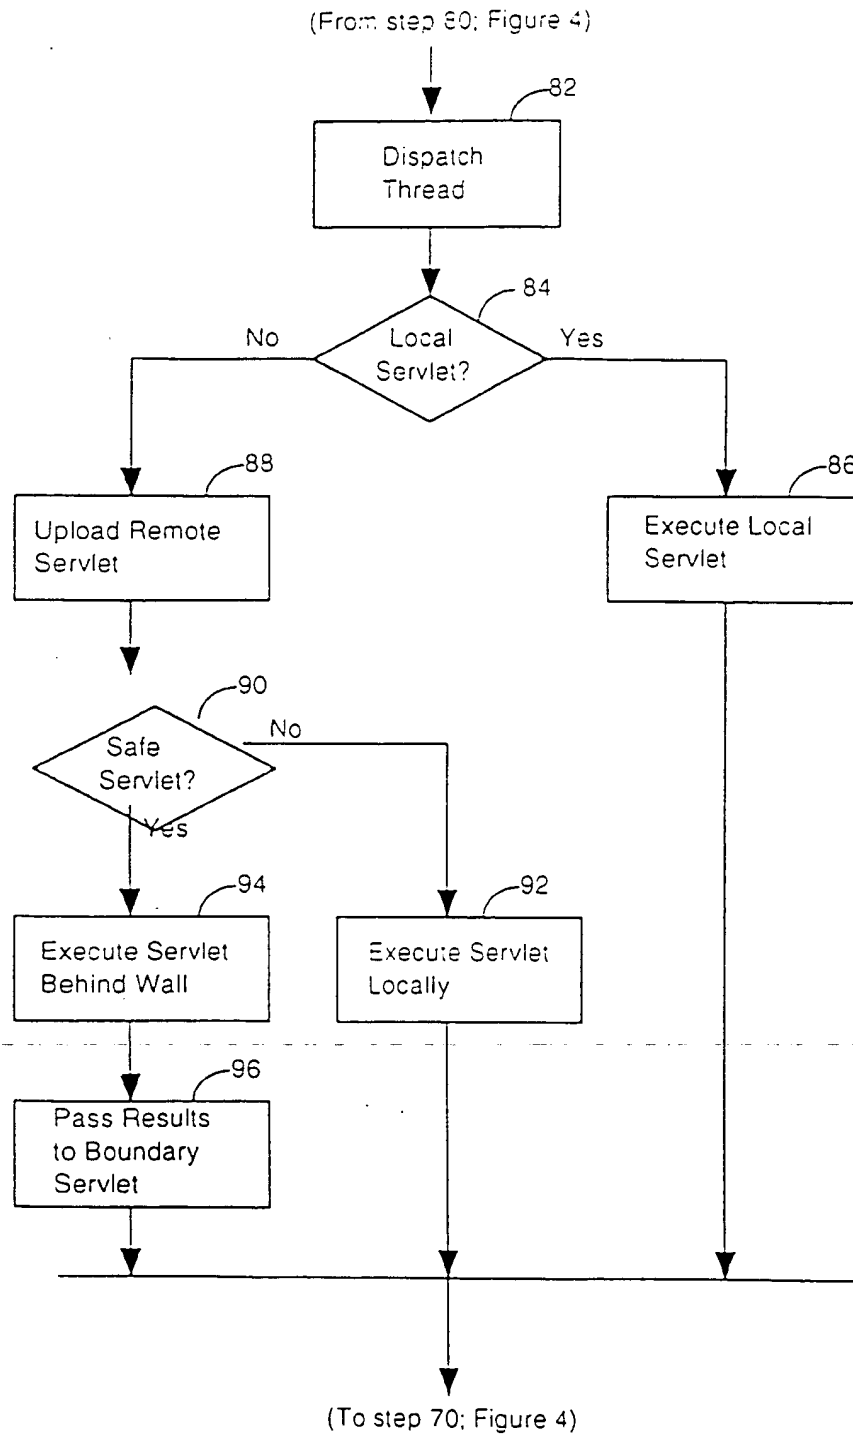 (From step 80; Figure 4)
82
Dispatch
Thread
84
No
Local
Servlet?
Yes
88
86
Upload Remote
Servlet
Execute Local
Servlet
90
No
Safe
Servlet?
Yes
94
92
Execute Servlet
Behind Wall
Execute Servlet
Locally
96
Pass Results
to Boundary
Servlet
(To step 70; Figure 4)